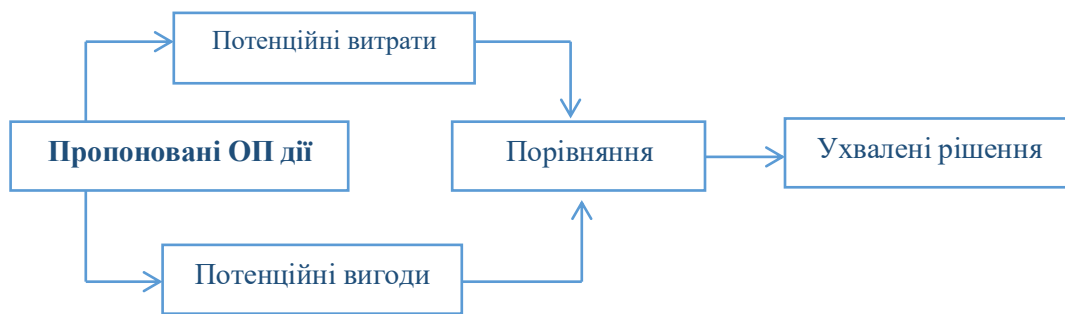 Потенційні витрати
Пропоновані ОП дії
Порівняння
Ухвалені рішення
Потенційні вигоди